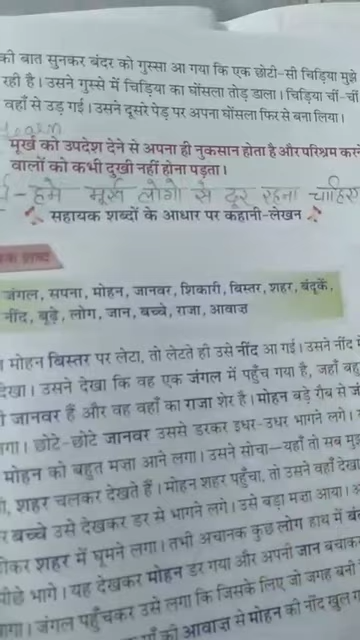 की बात सुनकर बंदर को गुस्सा आ गया कि एक छोटी-सी चिड़िया मुझे
रही है। उसने गुस्से में चिड़िया का घोंसला तोड़ डाला। चिड़िया चीं-चीं
वहाँ से उड़ गई। उसने दूसरे पेड़ पर अपना घोंसला फिर से बना लिया।
मूर्ख को उपदेश देने से अपना ही नुकसान होता है और परिश्रम करने
वालों को कभी दुखी नहीं होना पड़ता।
हमें मूर्ख लोगो से दूर रहना चाहिए
सहायक शब्दों के आधार पर कहानी-लेखन
शब्द
जंगल, सपना, मोहन, जानवर, शिकारी, बिस्तर, शहर, बंदूकें,
नींद, बूढ़े, लोग, जान, बच्चे, राजा, आवाज़
मोहन बिस्तर पर लेटा, तो लेटते ही उसे नींद आ गई। उसने नींद में
देखा। उसने देखा कि वह एक जंगल में पहुँच गया है, जहाँ बहुत
जानवर हैं और वह वहाँ का राजा शेर है। मोहन बड़े रौब से
छोटे-छोटे जानवर उससे डरकर इधर-उधर भागने लगे।
मोहन को बहुत मज़ा आने लगा। उसने सोचा—यहाँ तो सब मुझ
शहर चलकर देखते हैं। मोहन शहर पहुँचा, तो उसने वहाँ देखा
बच्चे उसे देखकर डर से भागने लगे। उसे बड़ा मज़ा आया।
होकर शहर में घूमने लगा। तभी अचानक कुछ लोग हाथ में
पीछे भागे। यह देखकर मोहन डर गया और अपनी जान बचाकर
जंगल पहुँचकर उसे लगा कि जिसके लिए जो जगह बनी
की आवाज़ से मोहन की नींद खुल